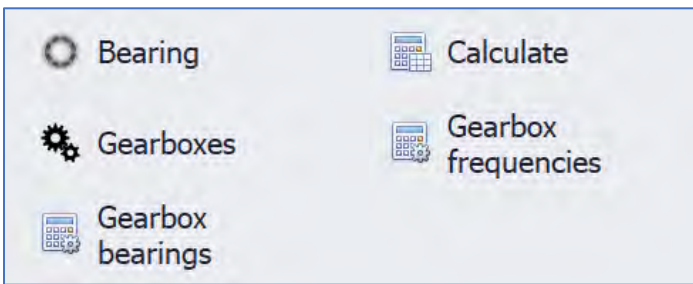 Bearing
Calculate
Gearboxes
Gearbox
frequencies
Gearbox
bearings